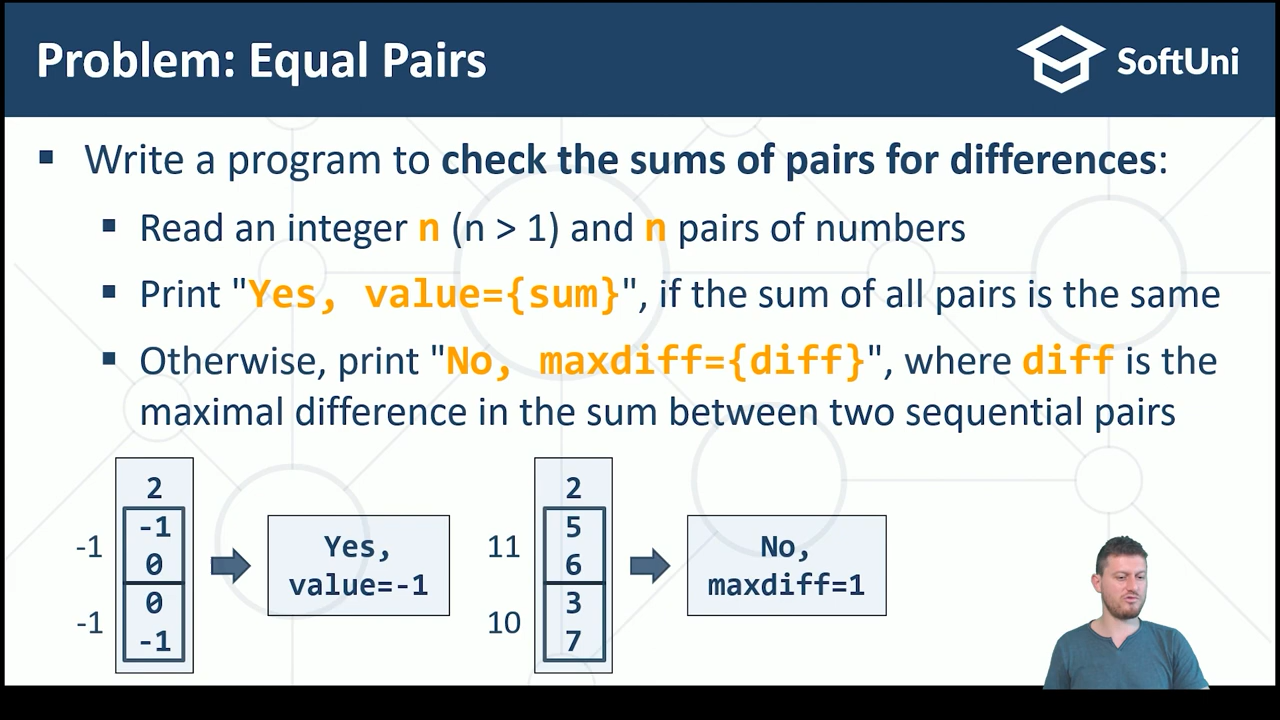 Problem: Equal Pairs
SoftUni
▪ Write a program to check the sums of pairs for differences:
▪ Read an integer n (n > 1) and n pairs of numbers
▪ Print "Yes, value={sum}", if the sum of all pairs is the same
▪ Otherwise, print "No, maxdiff={diff}", where diff is the
maximal difference in the sum between two sequential pairs
2
-1
-1
0
-1
0
-1
Yes,
value=-1
2
11
5
6
10
3
7
No,
maxdiff=1